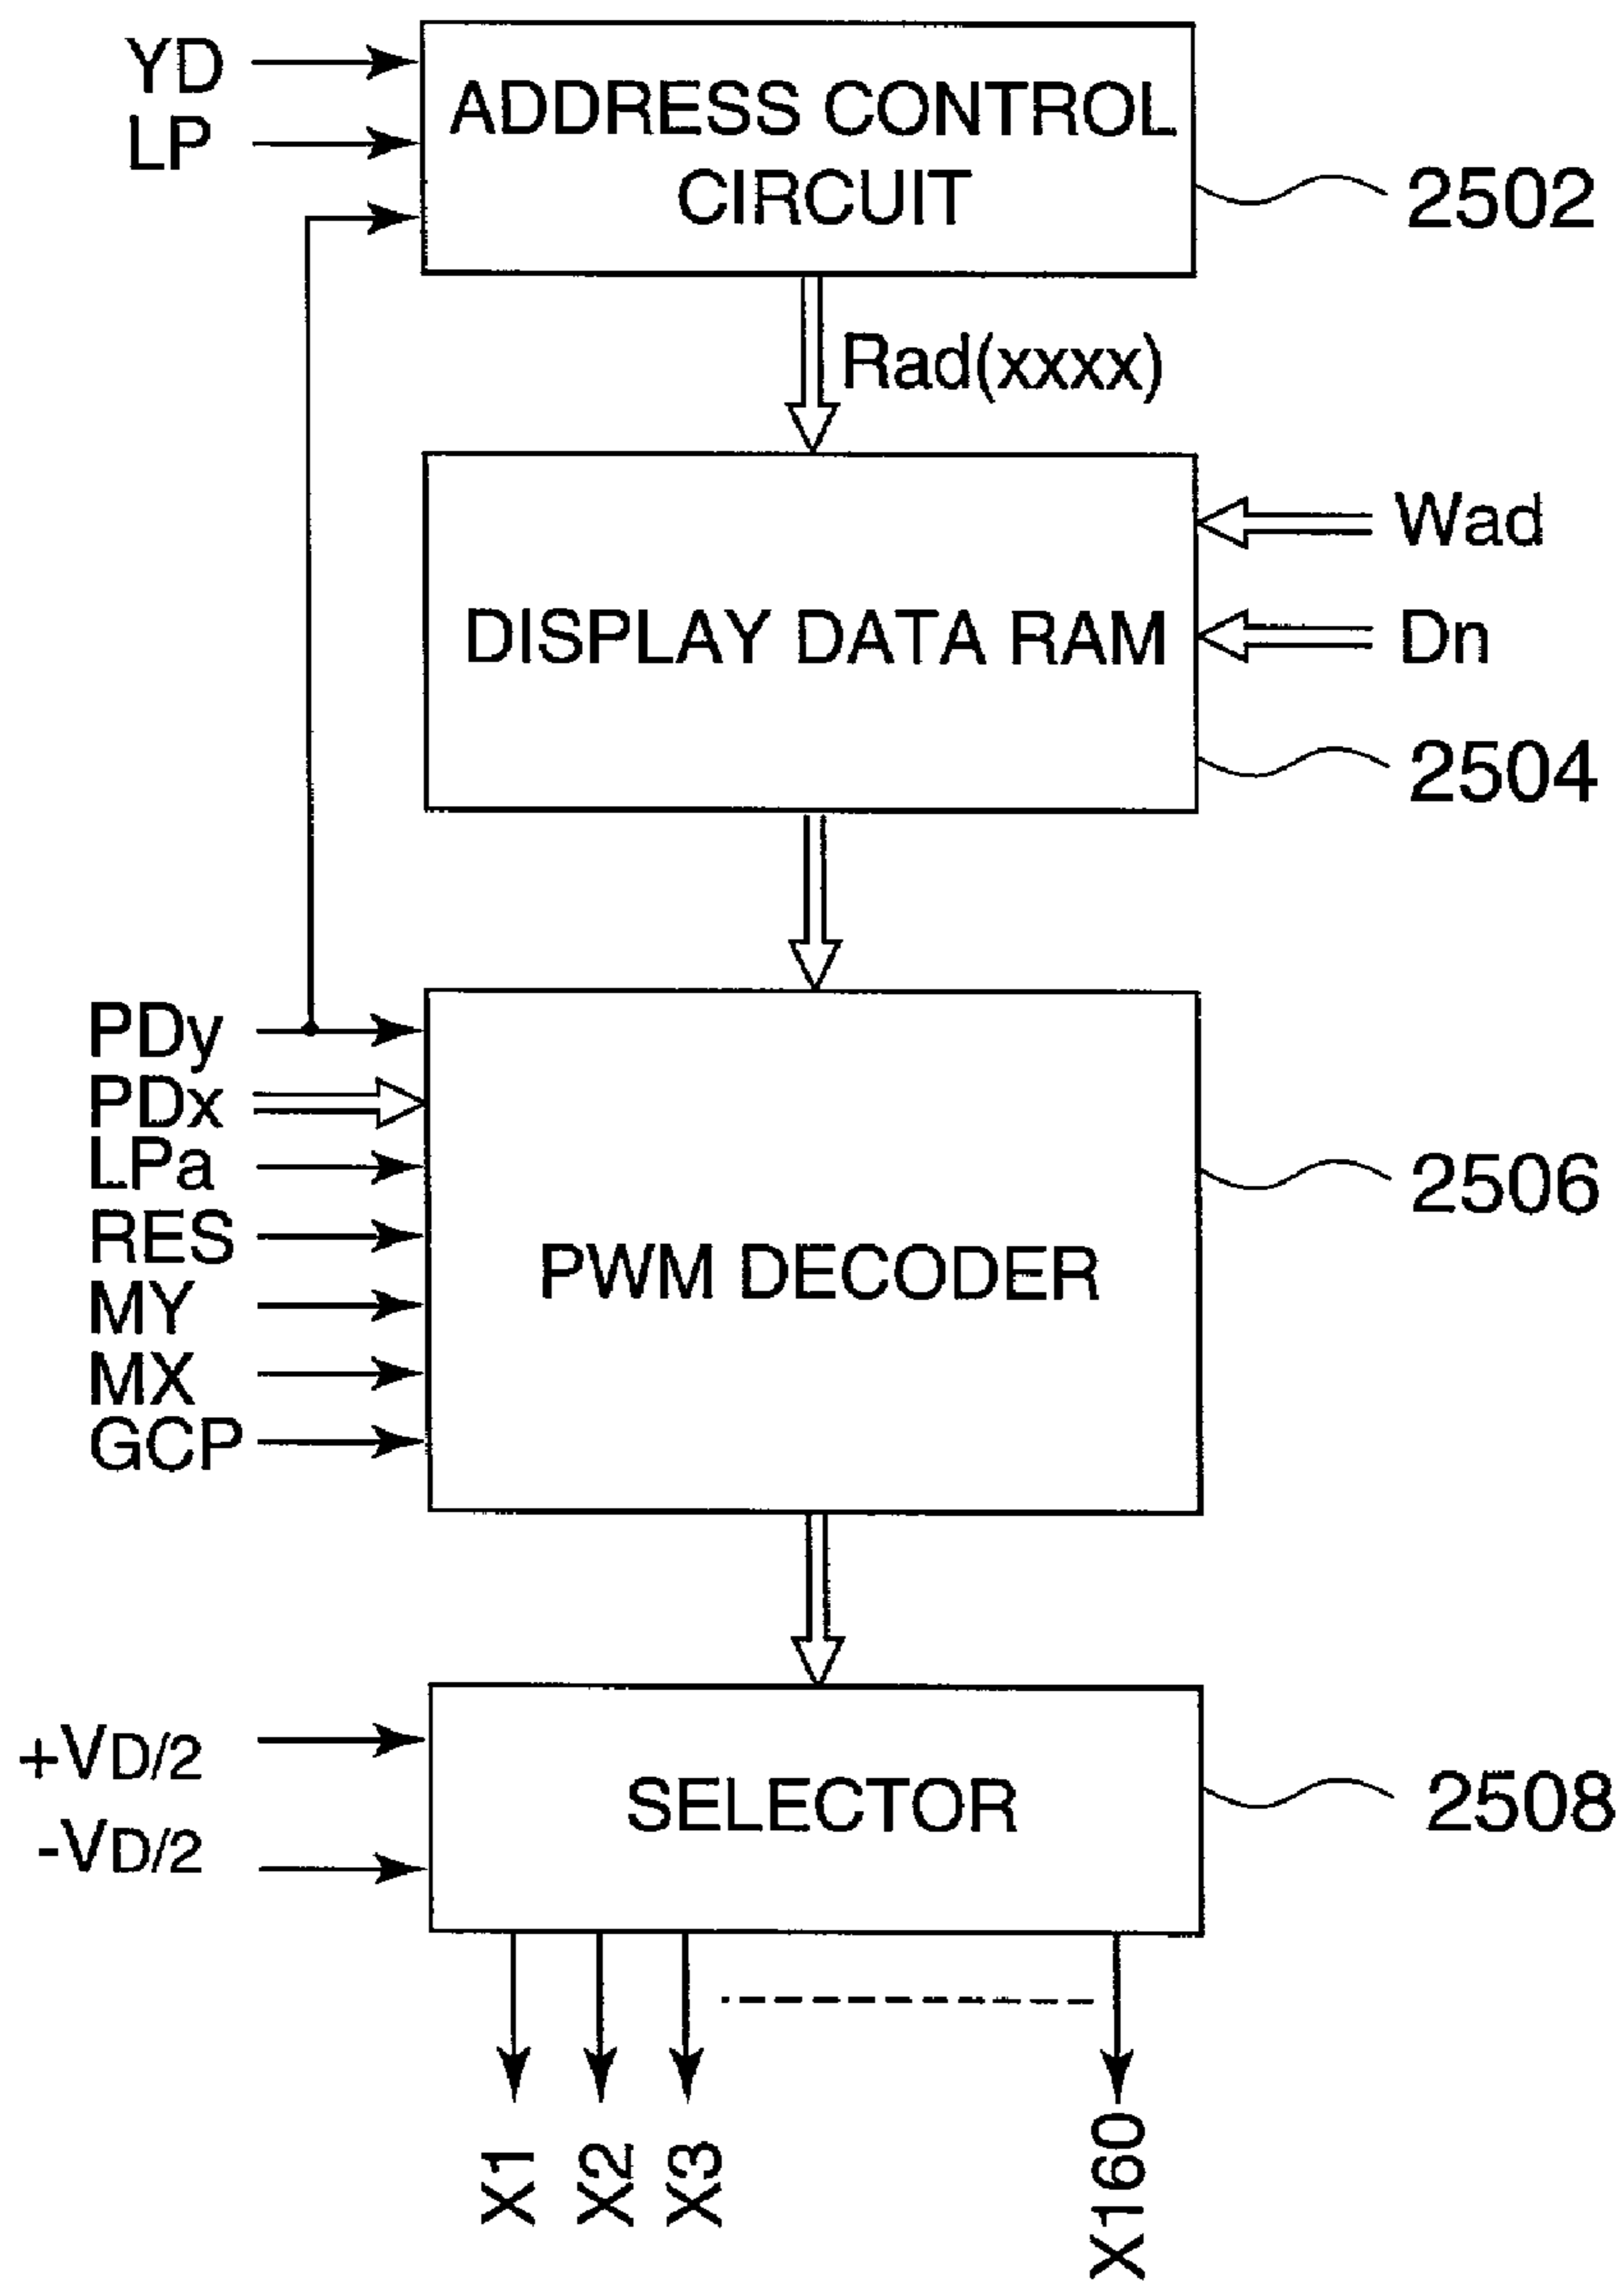 YD
LP
ADDRESS CONTROL
CIRCUIT
2502
Rad(xxxx)
Wad
DISPLAY DATA RAM
Dn
2504
PDy
PDx
LPa
RES
MY
MX
GCP
PWM DECODER
2506
+VD/2
-VD/2
SELECTOR
2508
X1
X2
X3
X160